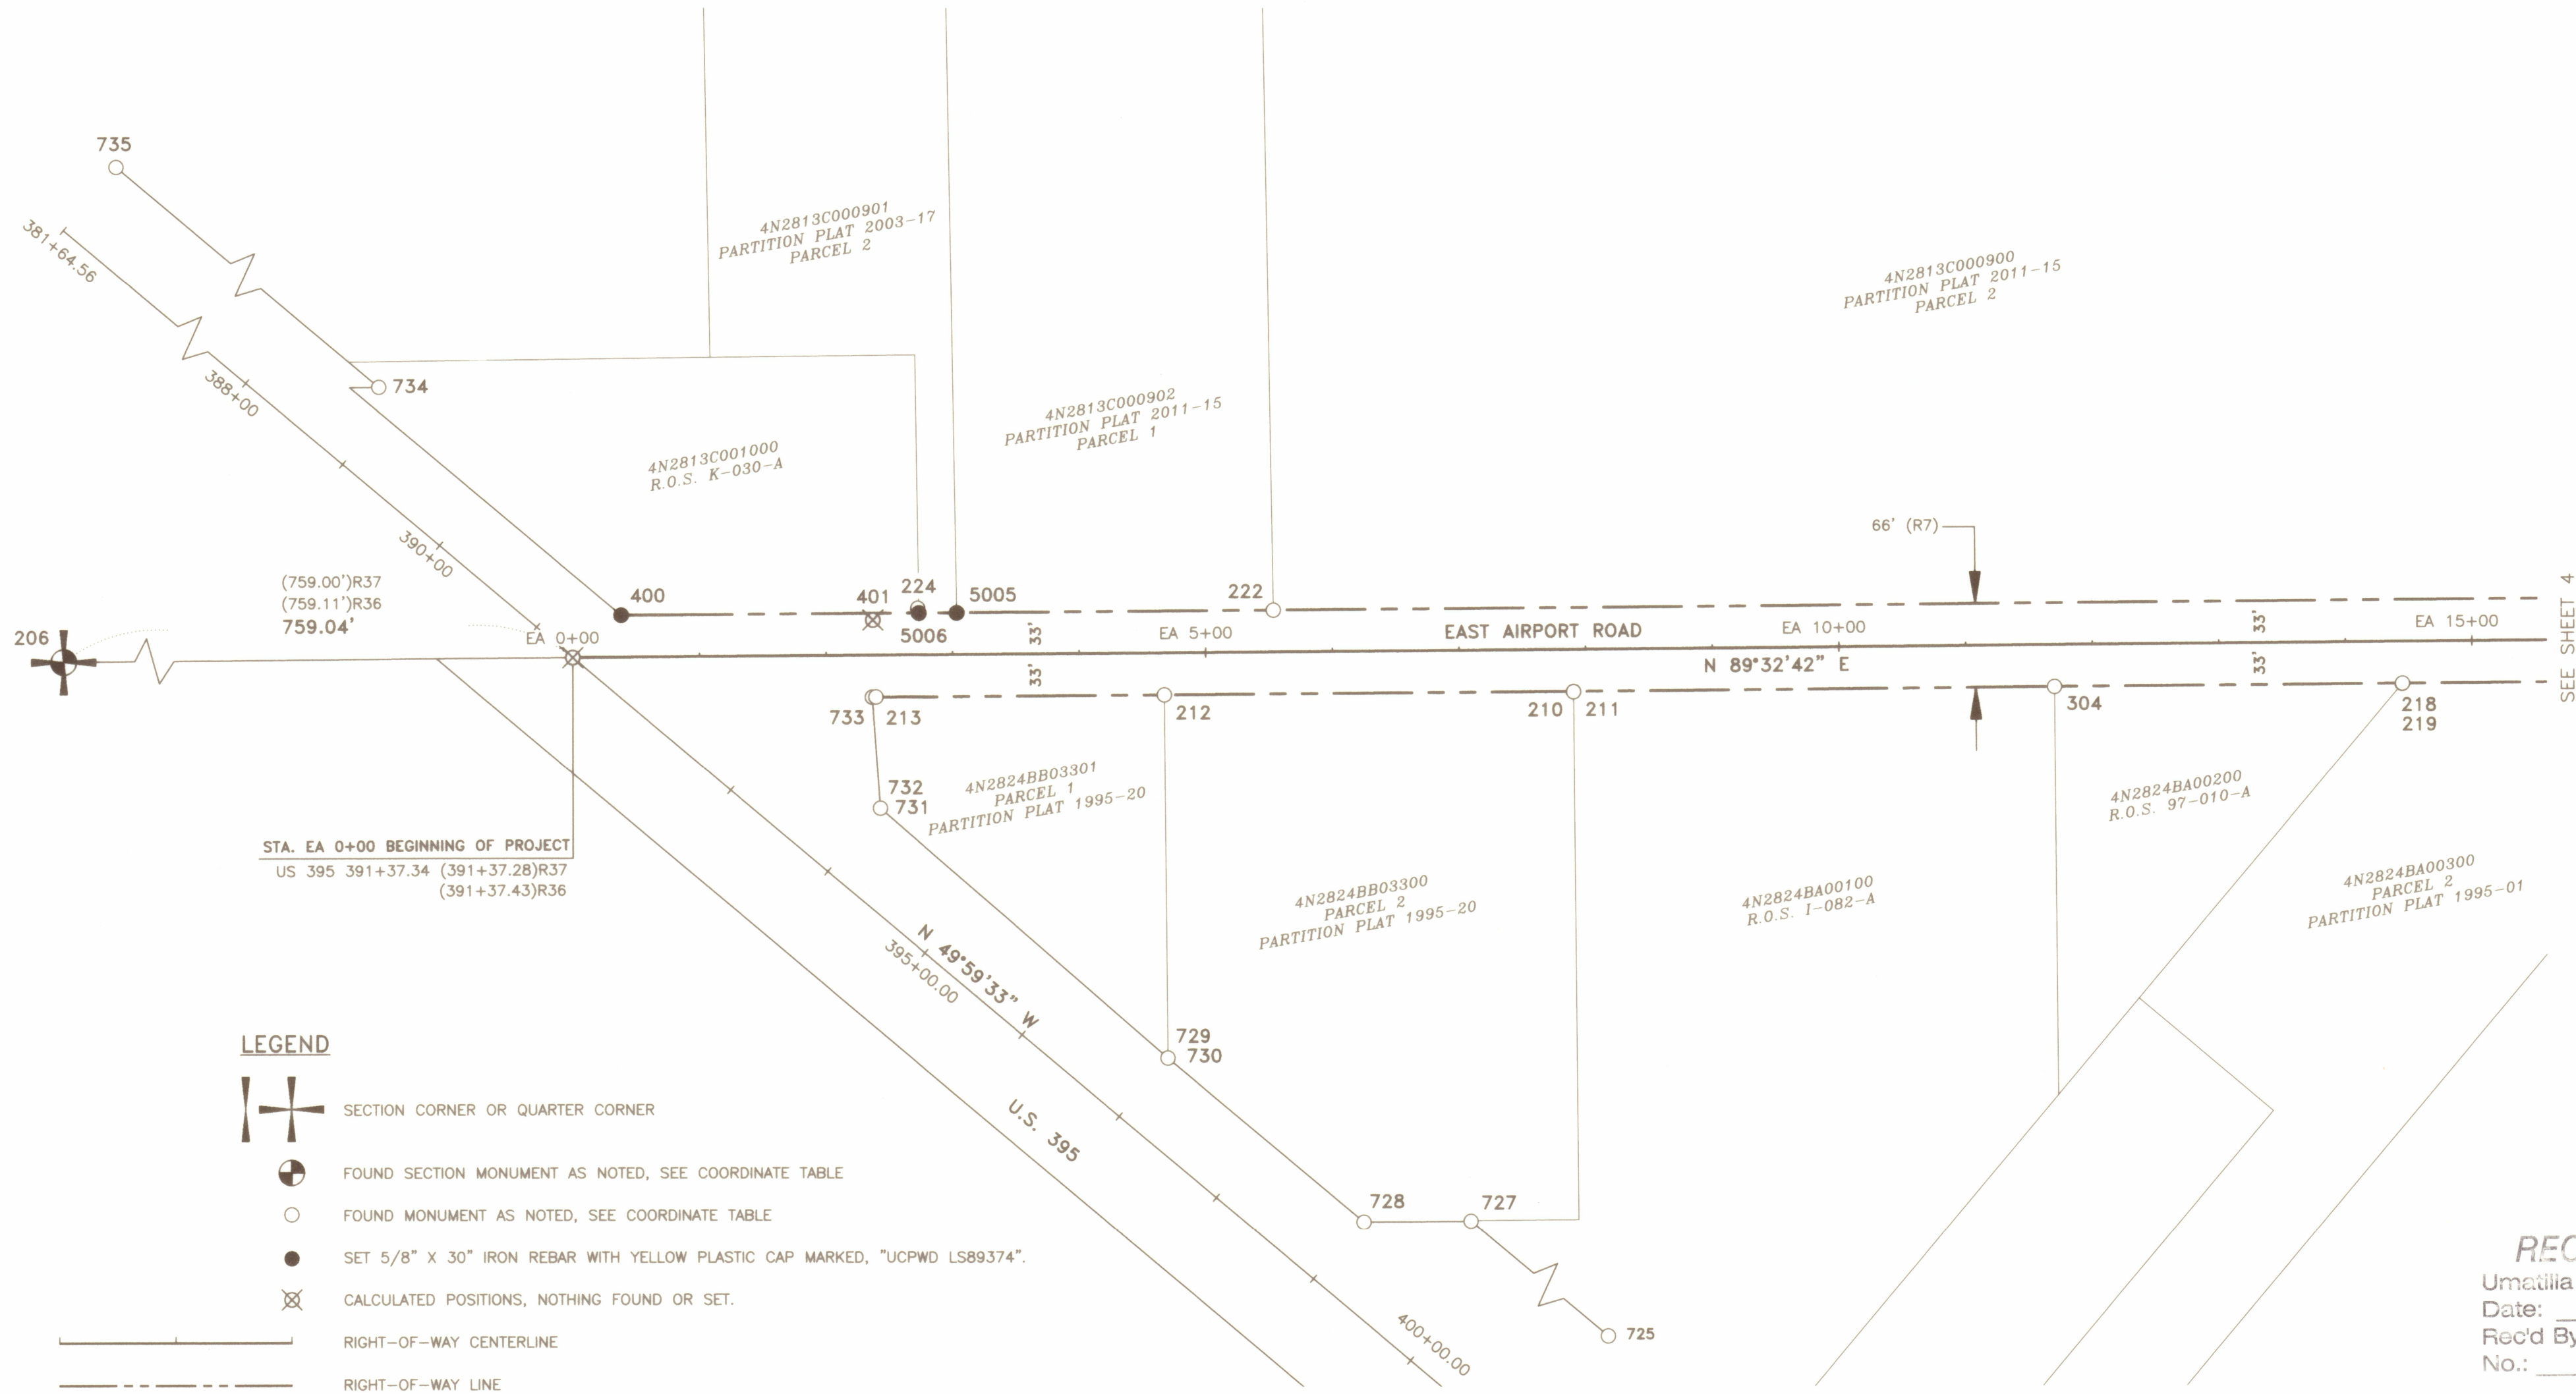 735
381+64.56
4N2813C000901
PARTITION PLAT 2003-17
PARCEL 2
4N2813C000900
PARTITION PLAT 2011-15
PARCEL 2
388+00
734
4N2813C000902
PARTITION PLAT 2011-15
PARCEL 1
4N2813C001000
R.O.S. K-030-A
390+00
66' (R7)
(759.00')R37
(759.11')R36
759.04'
206
EA 0+00
400
401
224
5005
5006
222
33'
33'
EA 5+00
EAST AIRPORT ROAD
EA 10+00
N 89°32'42" E
33'
33'
EA 15+00
SEE SHEET 4
733
213
212
210
211
304
218
219
732
731
4N2824BB03301
PARCEL 1
PARTITION PLAT 1995-20
4N2824BA00200
R.O.S. 97-010-A
STA. EA 0+00 BEGINNING OF PROJECT
US 395 391+37.34 (391+37.28)R37
(391+37.43)R36
4N2824BB03300
PARCEL 2
PARTITION PLAT 1995-20
4N2824BA00100
R.O.S. I-082-A
4N2824BA00300
PARCEL 2
PARTITION PLAT 1995-01
N 49°59'33" W
395+00.00
729
730
U.S. 395
728
727
725
400+00.00
LEGEND
SECTION CORNER OR QUARTER CORNER
FOUND SECTION MONUMENT AS NOTED, SEE COORDINATE TABLE
FOUND MONUMENT AS NOTED, SEE COORDINATE TABLE
SET 5/8" X 30" IRON REBAR WITH YELLOW PLASTIC CAP MARKED, "UCPWD LS89374".
CALCULATED POSITIONS, NOTHING FOUND OR SET.
RIGHT-OF-WAY CENTERLINE
RIGHT-OF-WAY LINE
Umatilla
Date:
Rec'd By
No.: